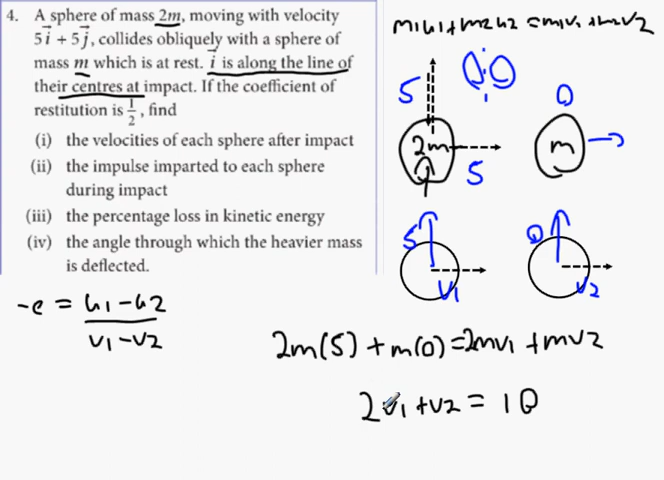 4. A sphere of mass 2m, moving with velocity
5i⃗ + 5j⃗, collides obliquely with a sphere of
mass m which is at rest. i⃗ is along the line of
their centres at impact. If the coefficient of
restitution is 1/2, find
(i) the velocities of each sphere after impact
(ii) the impulse imparted to each sphere
during impact
(iii) the percentage loss in kinetic energy
(iv) the angle through which the heavier mass
is deflected.
m1u1+m2u2=m1v1+m2v2
5
0
2m
m
5
5
0
v1
v2
-e = u1-u2 / v1-v2
2m(5)+m(0)=2mv1+mv2
2v1+v2=10